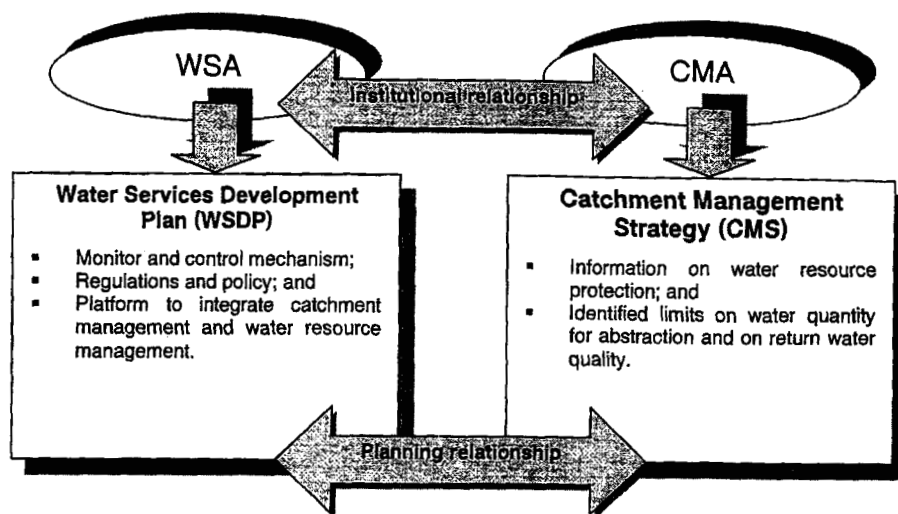 WSA
CMA
Institutional relationship
Water Services Development
Plan (WSDP)
▪ Monitor and control mechanism;
▪ Regulations and policy; and
▪ Platform to integrate catchment
management and water resource
management.
Catchment Management
Strategy (CMS)
▪ Information on water resource
protection; and
▪ Identified limits on water quantity
for abstraction and on return water
quality.
Planning relationship